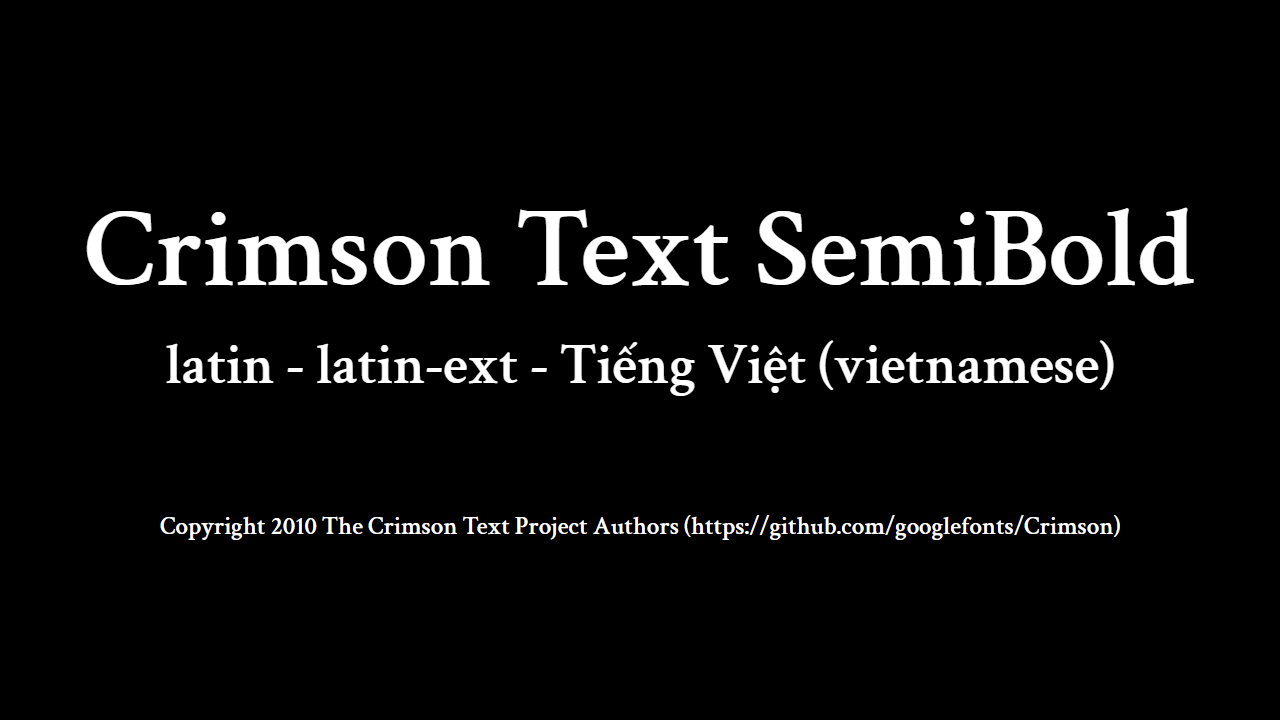 Crimson Text SemiBold
latin - latin-ext - Tiếng Việt (vietnamese)
Copyright 2010 The Crimson Text Project Authors (https://github.com/googlefonts/Crimson)